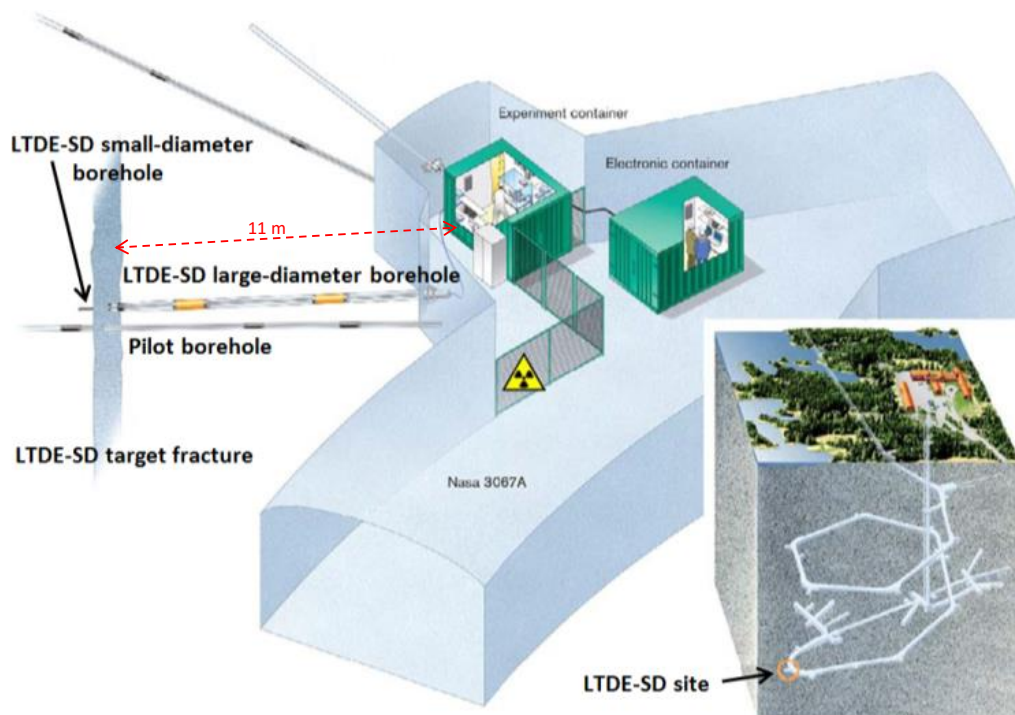 Experiment container
LTDE-SD small-diameter
borehole
Electronic container
11 m
LTDE-SD large-diameter borehole
Pilot borehole
LTDE-SD target fracture
Nasa 3067A
LTDE-SD site